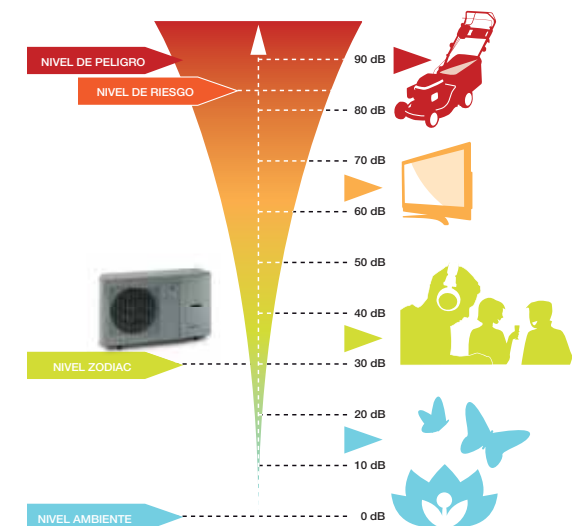 NIVEL DE PELIGRO
90 dB
NIVEL DE RIESGO
80 dB
70 dB
60 dB
50 dB
40 dB
NIVEL ZODIAC
30 dB
20 dB
10 dB
NIVEL AMBIENTE
0 dB